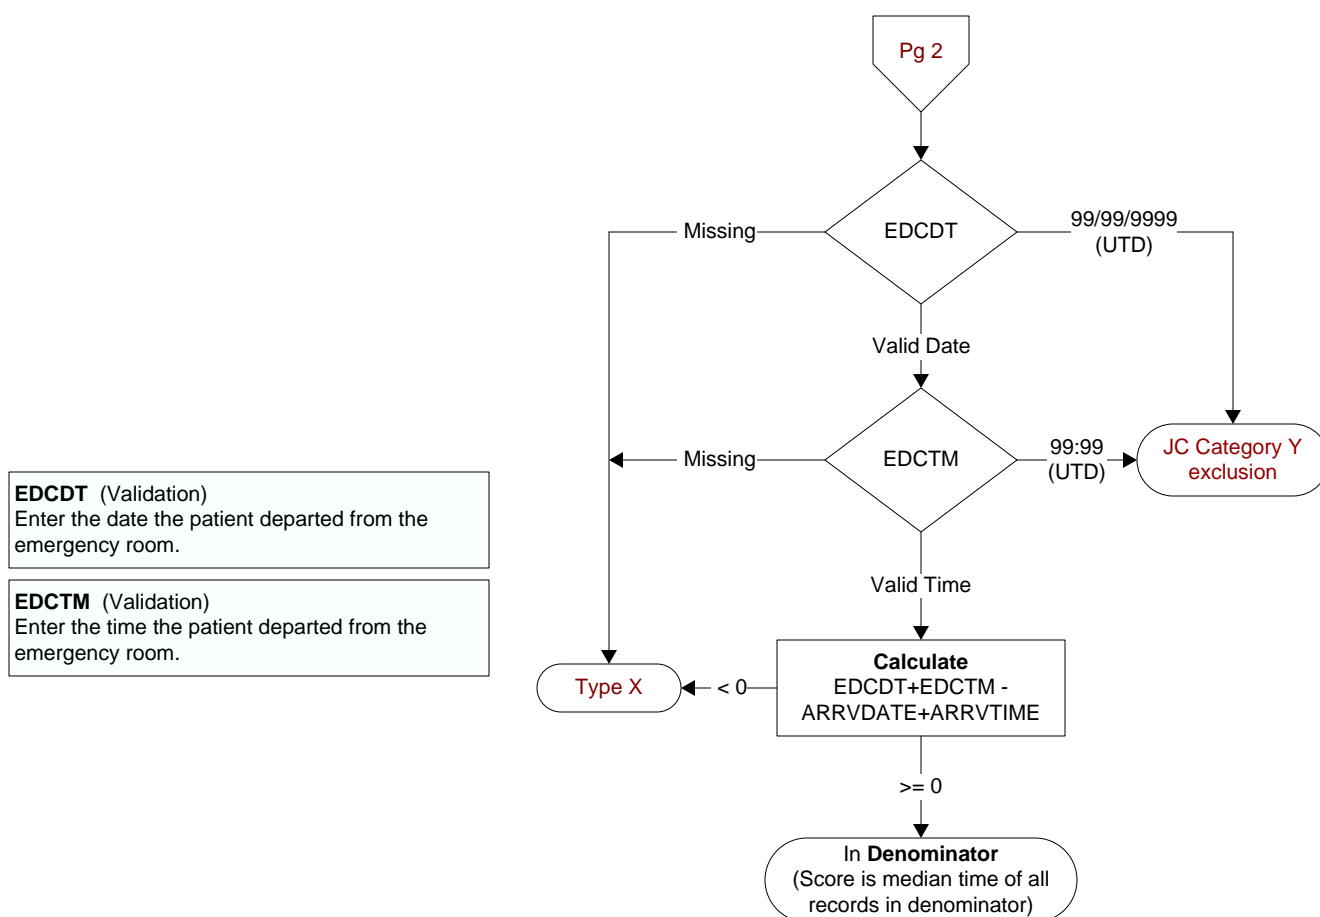 Pg 2
Missing
EDCDT
99/99/9999
(UTD)
Valid Date
Missing
EDCTM
99:99
(UTD)
JC Category Y
exclusion
EDCDT (Validation)
Enter the date the patient departed from the
emergency room.
EDCTM (Validation)
Enter the time the patient departed from the
emergency room.
Valid Time
Type X
< 0
Calculate
EDCDT+EDCTM -
ARRVDATE+ARRVTIME
>= 0
In Denominator
(Score is median time of all
records in denominator)